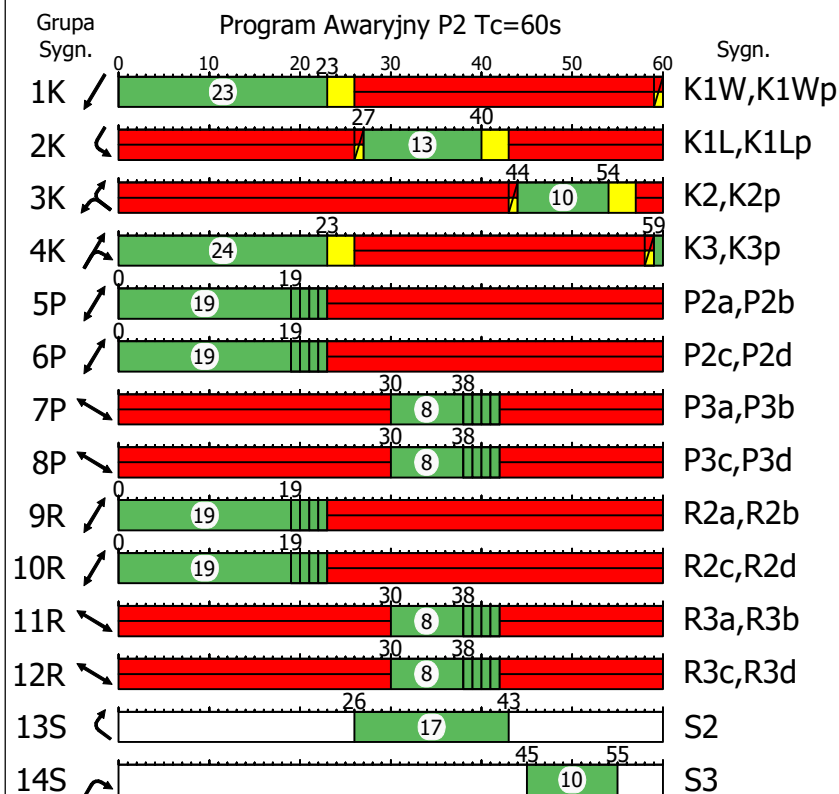 Grupa Sygn.
Program Awaryjny P2 Tc=60s
Sygn.
0 10 20 23 30 40 50 60
1K 23 K1W,K1Wp
27 40
2K 13 K1L,K1Lp
44 54
3K 10 K2,K2p
23 59
4K 24 K3,K3p
0 19
5P 19 P2a,P2b
0 19
6P 19 P2c,P2d
30 38
7P 8 P3a,P3b
30 38
8P 8 P3c,P3d
0 19
9R 19 R2a,R2b
0 19
10R 19 R2c,R2d
30 38
11R 8 R3a,R3b
30 38
12R 8 R3c,R3d
26 43
13S 17 S2
45 55
14S 10 S3